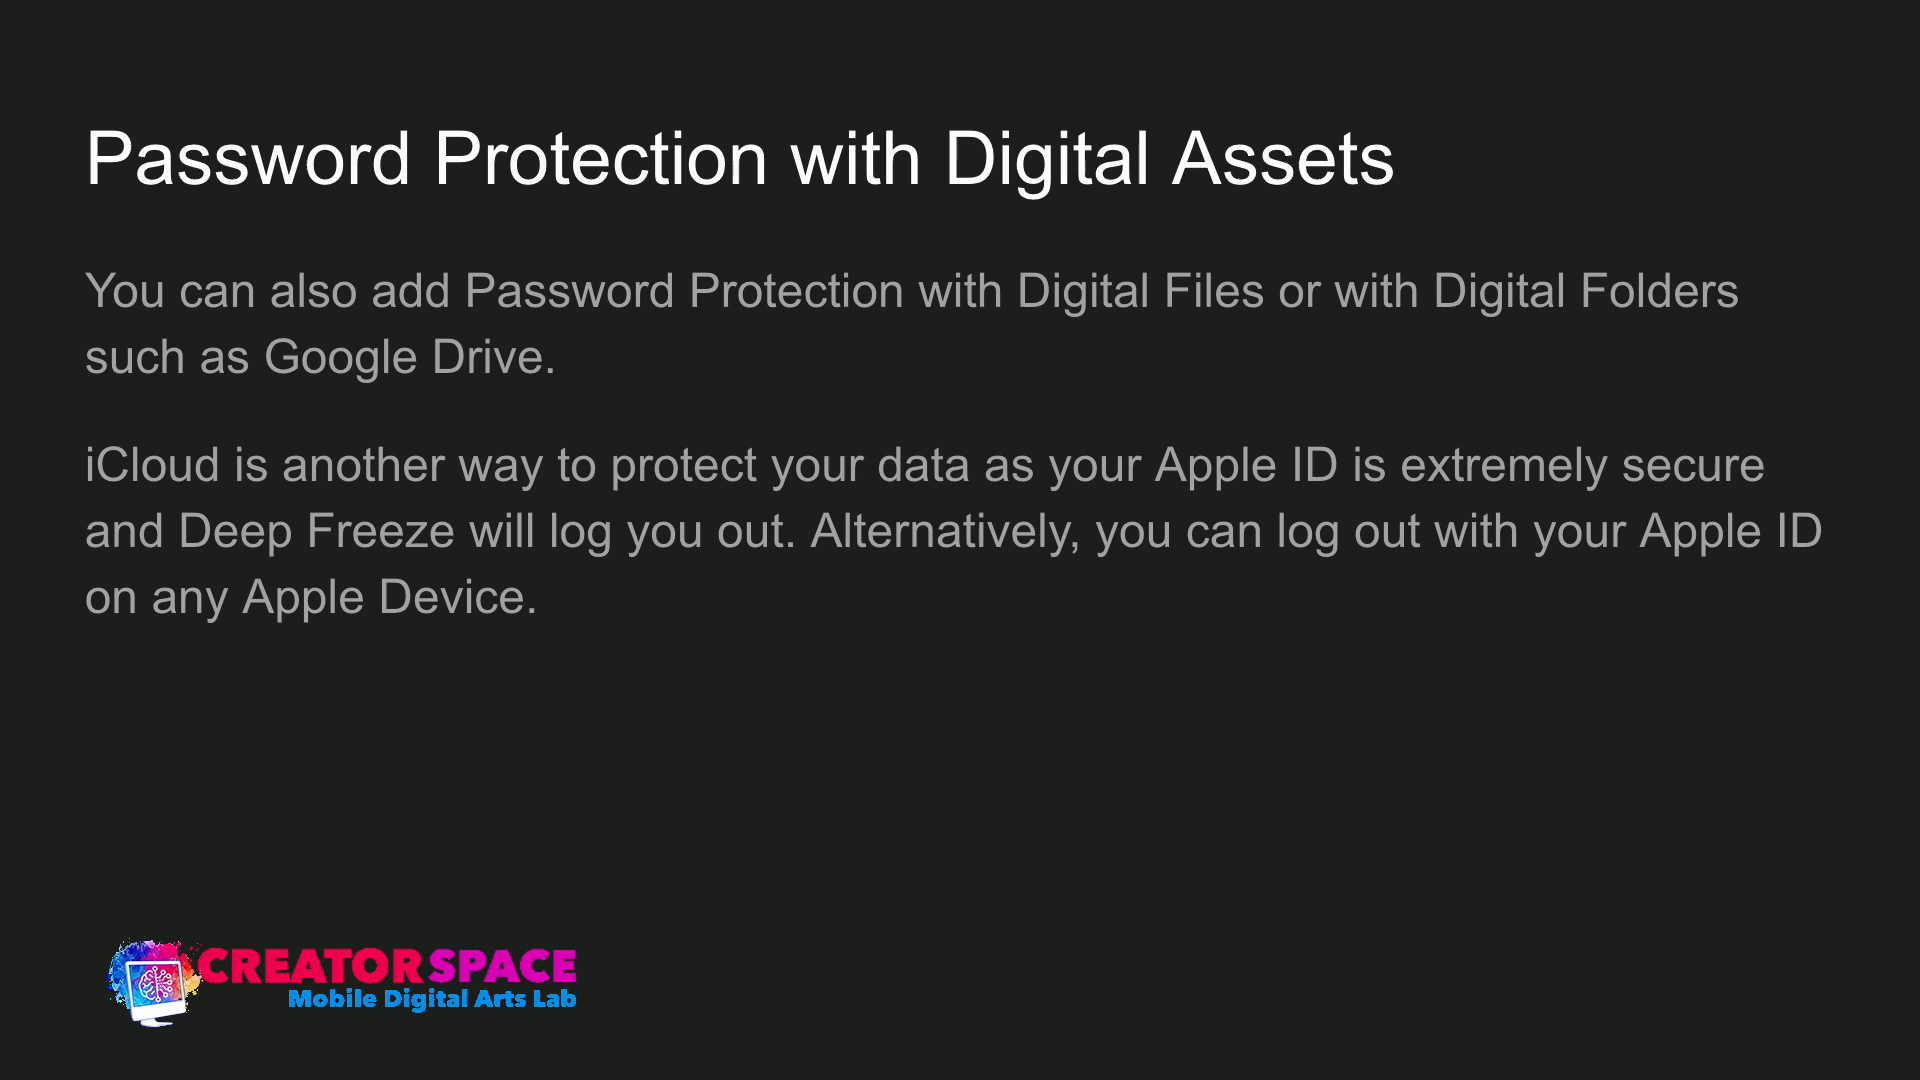 Password Protection with Digital Assets
You can also add Password Protection with Digital Files or with Digital Folders
such as Google Drive.
iCloud is another way to protect your data as your Apple ID is extremely secure
and Deep Freeze will log you out. Alternatively, you can log out with your Apple ID
on any Apple Device.
CREATORSPACE
Mobile Digital Arts Lab